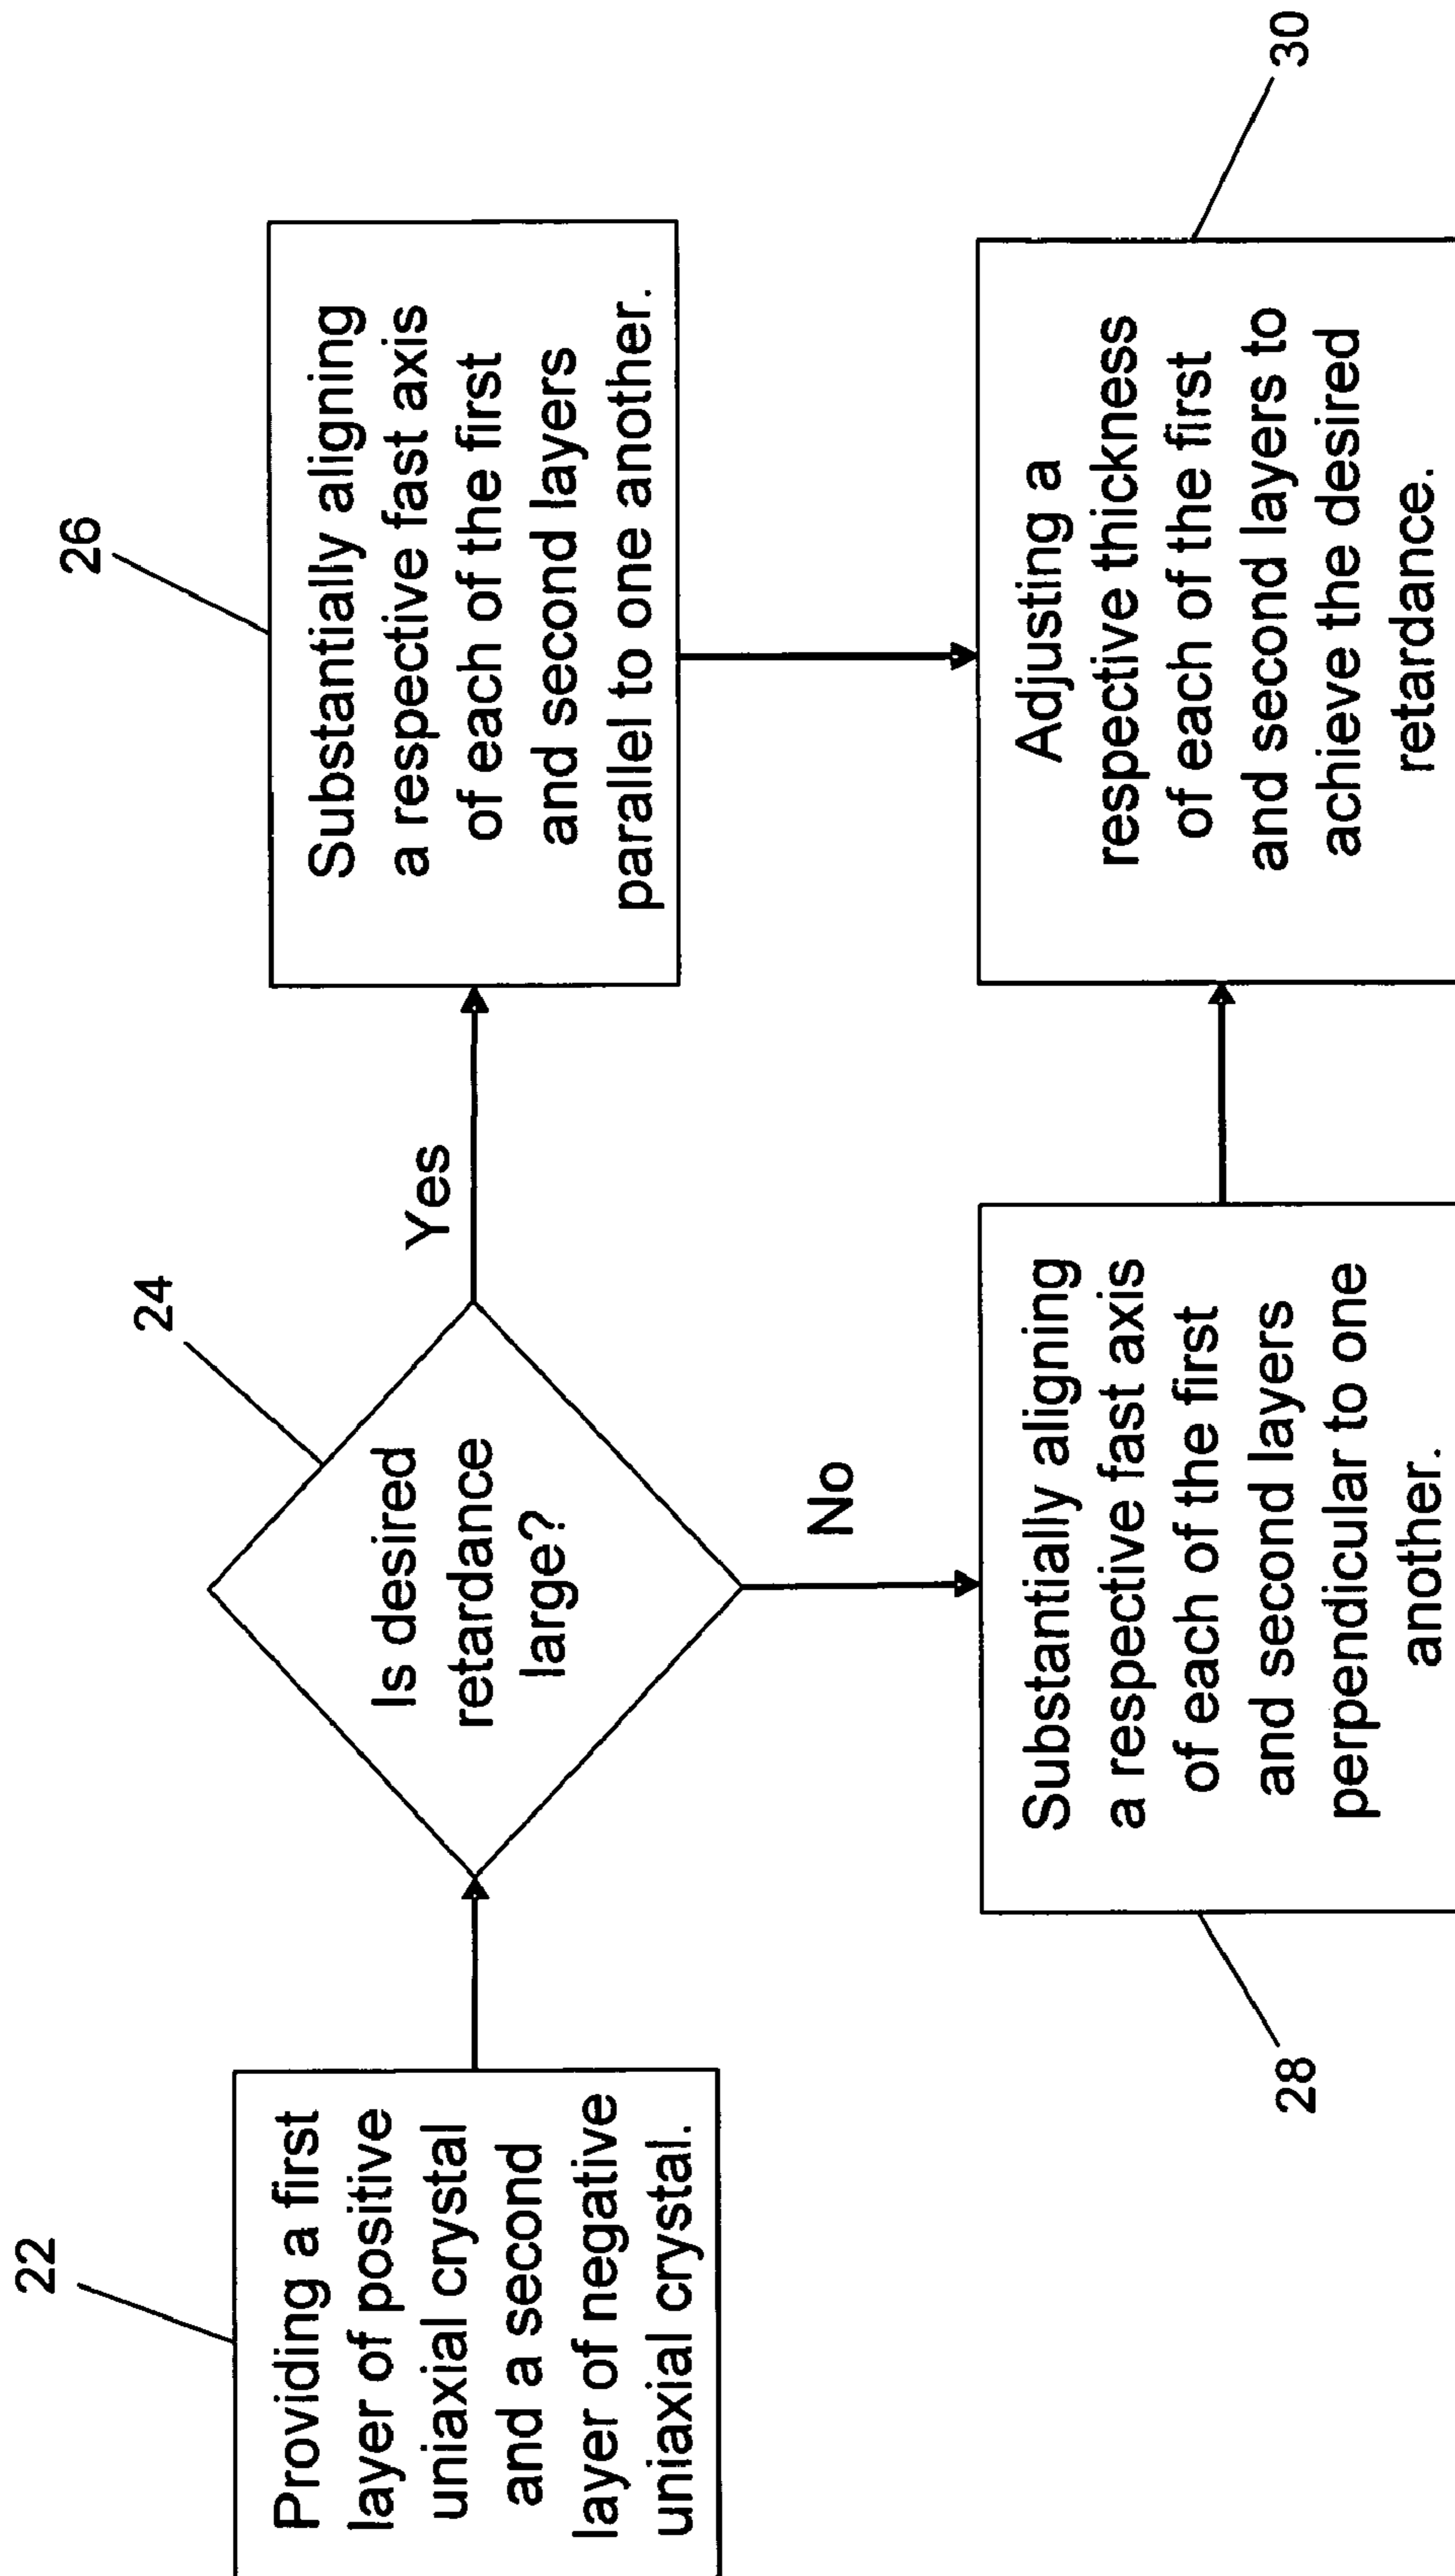 22
Providing a first
layer of positive
uniaxial crystal
and a second
layer of negative
uniaxial crystal.
24
Is desired
retardance
large?
Yes
No
26
Substantially aligning
a respective fast axis
of each of the first
and second layers
parallel to one another.
28
Substantially aligning
a respective fast axis
of each of the first
and second layers
perpendicular to one
another.
30
Adjusting a
respective thickness
of each of the first
and second layers to
achieve the desired
retardance.